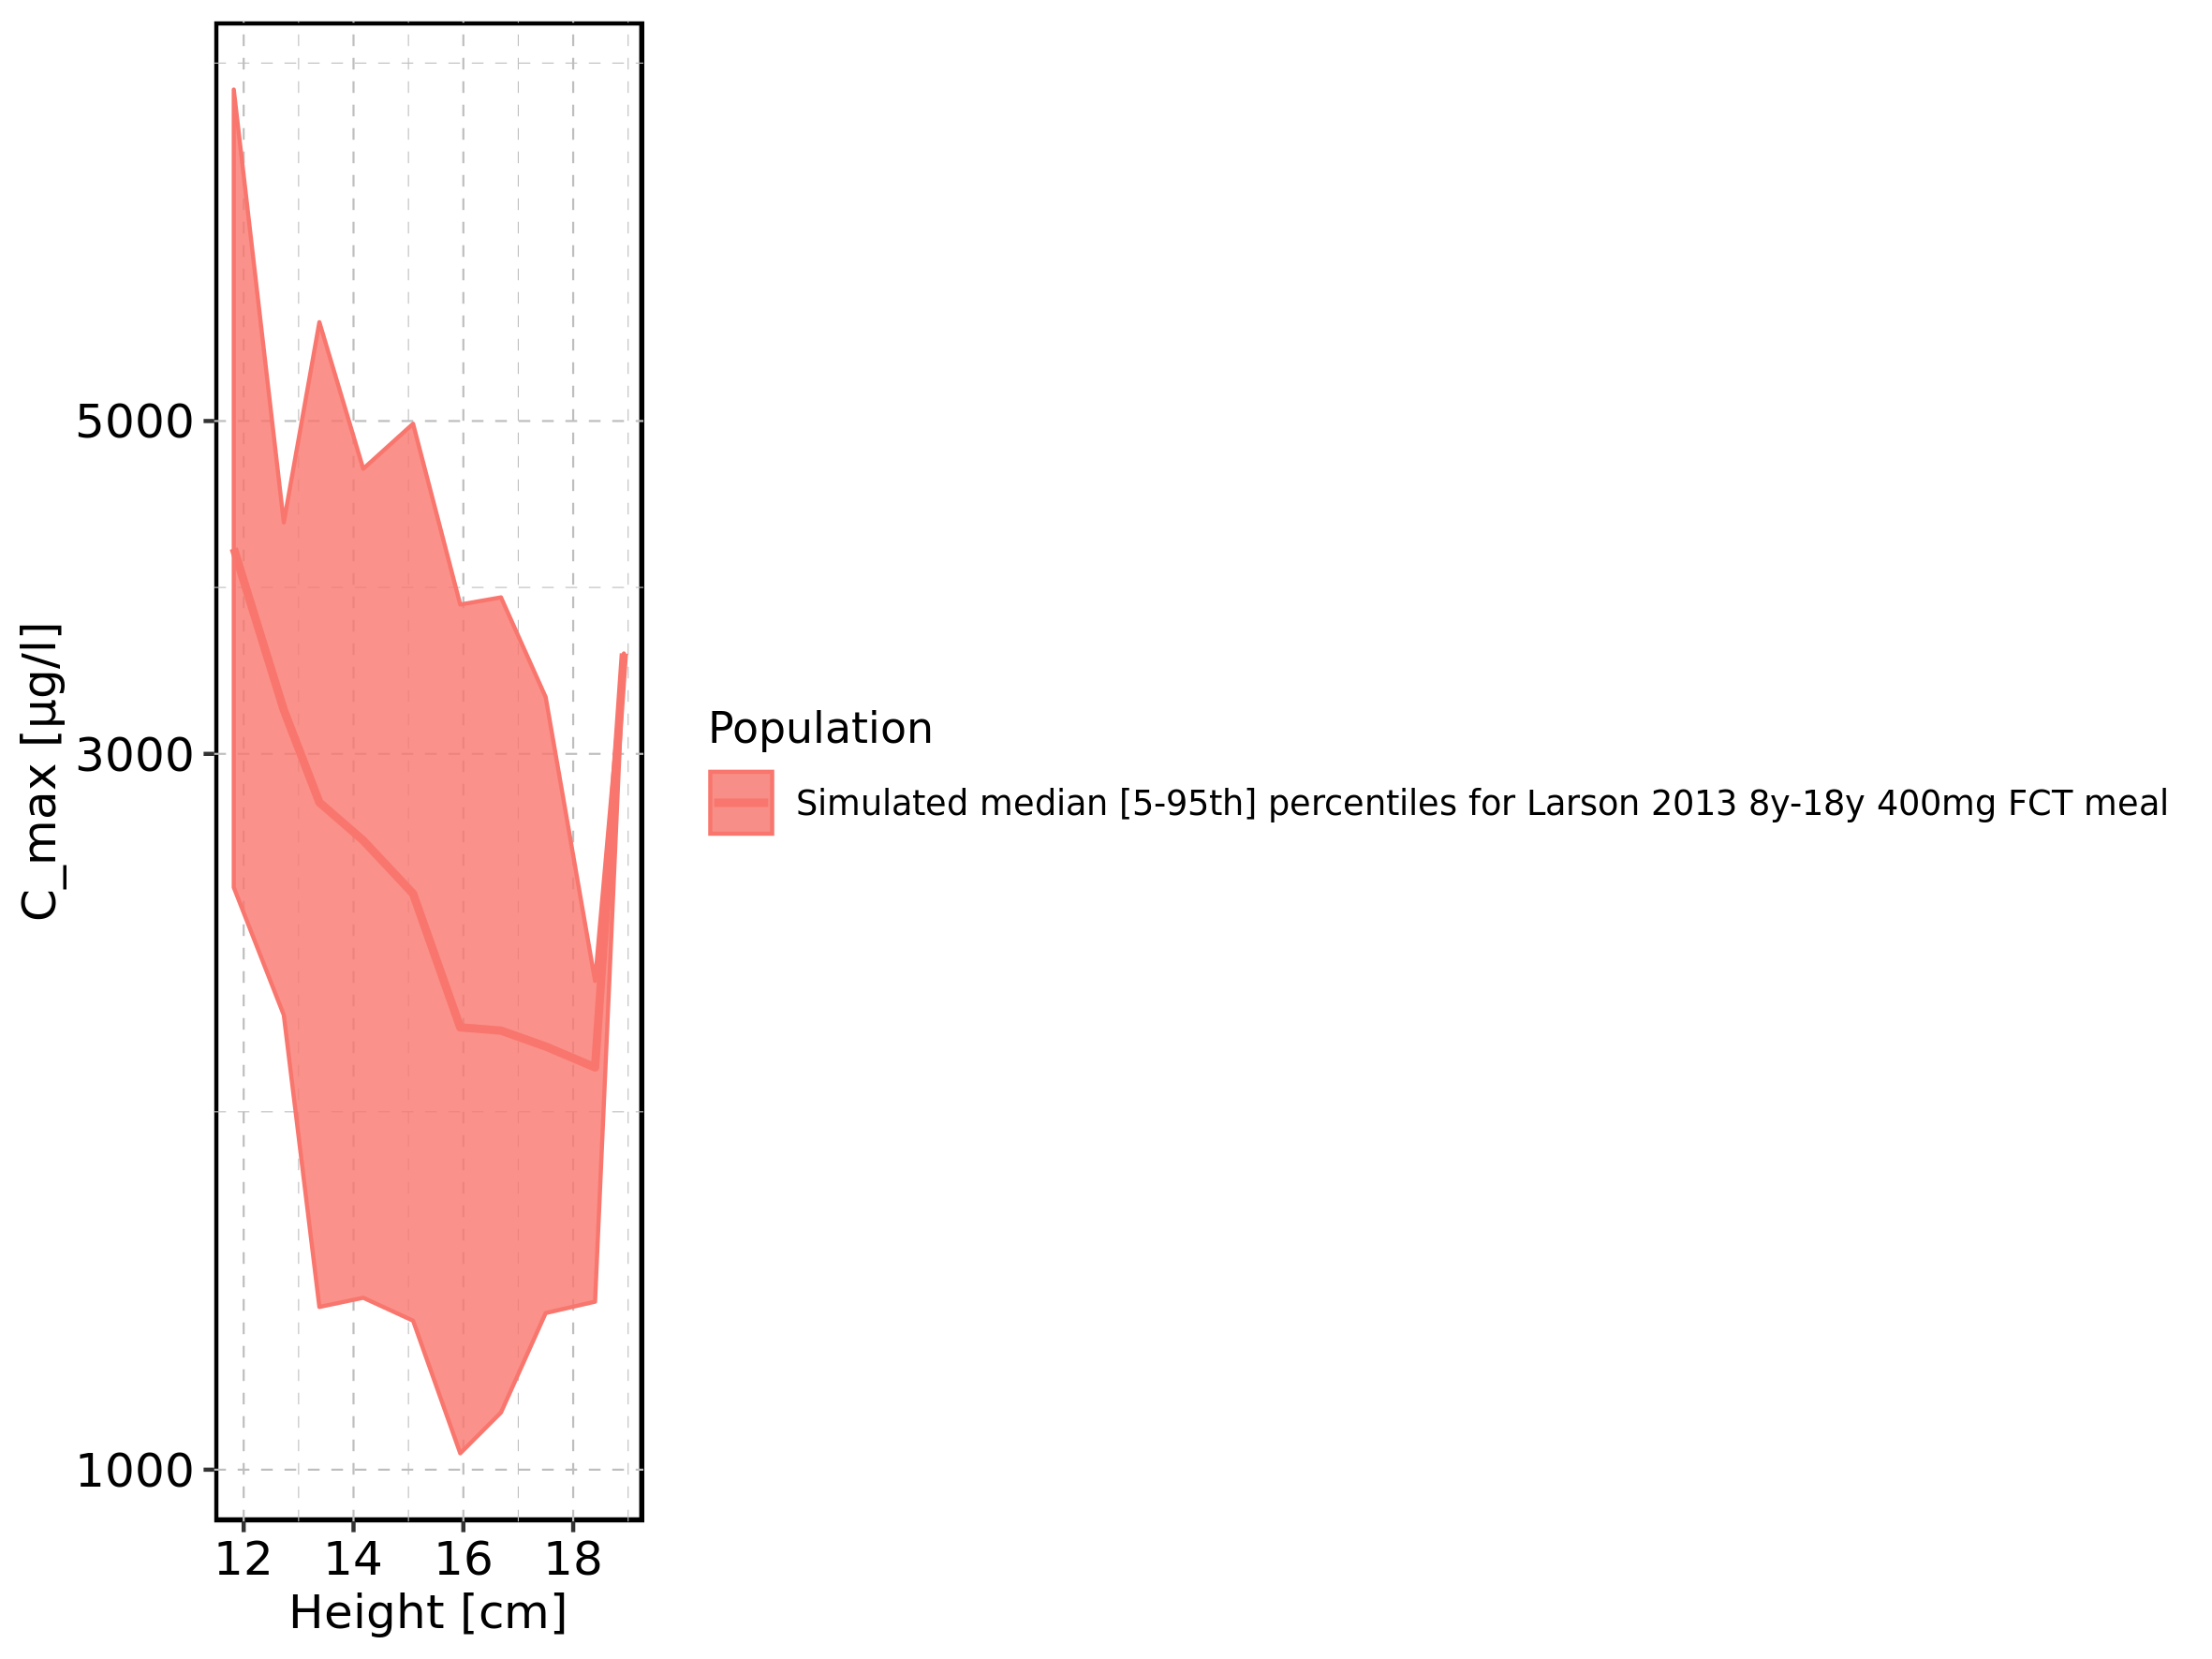 C_max [µg/l]
5000
3000
1000
12 14 16 18
Height [cm]
Population
Simulated median [5-95th] percentiles for Larson 2013 8y-18y 400mg FCT meal